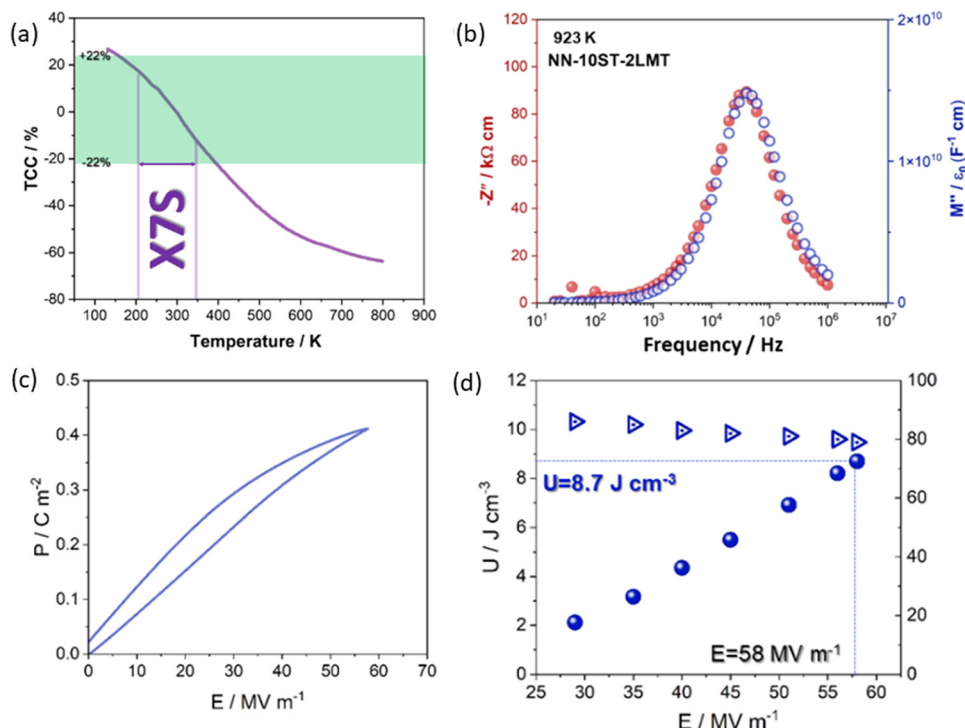 (a)
40
20
0
-20
-40
-60
-80
+22%
-22%
TCC / %
X7S
100 200 300 400 500 600 700 800 900
Temperature / K
(b)
120
100
80
60
40
20
0
-Z″ / kΩ cm
923 K
NN-10ST-2LMT
2×10¹⁰
1×10¹⁰
0
M″ / ε₀ (F⁻¹ cm)
10¹ 10² 10³ 10⁴ 10⁵ 10⁶ 10⁷
Frequency / Hz
(c)
0.5
0.4
0.3
0.2
0.1
0.0
P / C m⁻²
0 10 20 30 40 50 60 70
E / MV m⁻¹
(d)
12
10
8
6
4
2
0
U / J cm⁻³
U=8.7 J cm⁻³
E=58 MV m⁻¹
100
80
60
40
20
0
25 30 35 40 45 50 55 60
E / MV m⁻¹